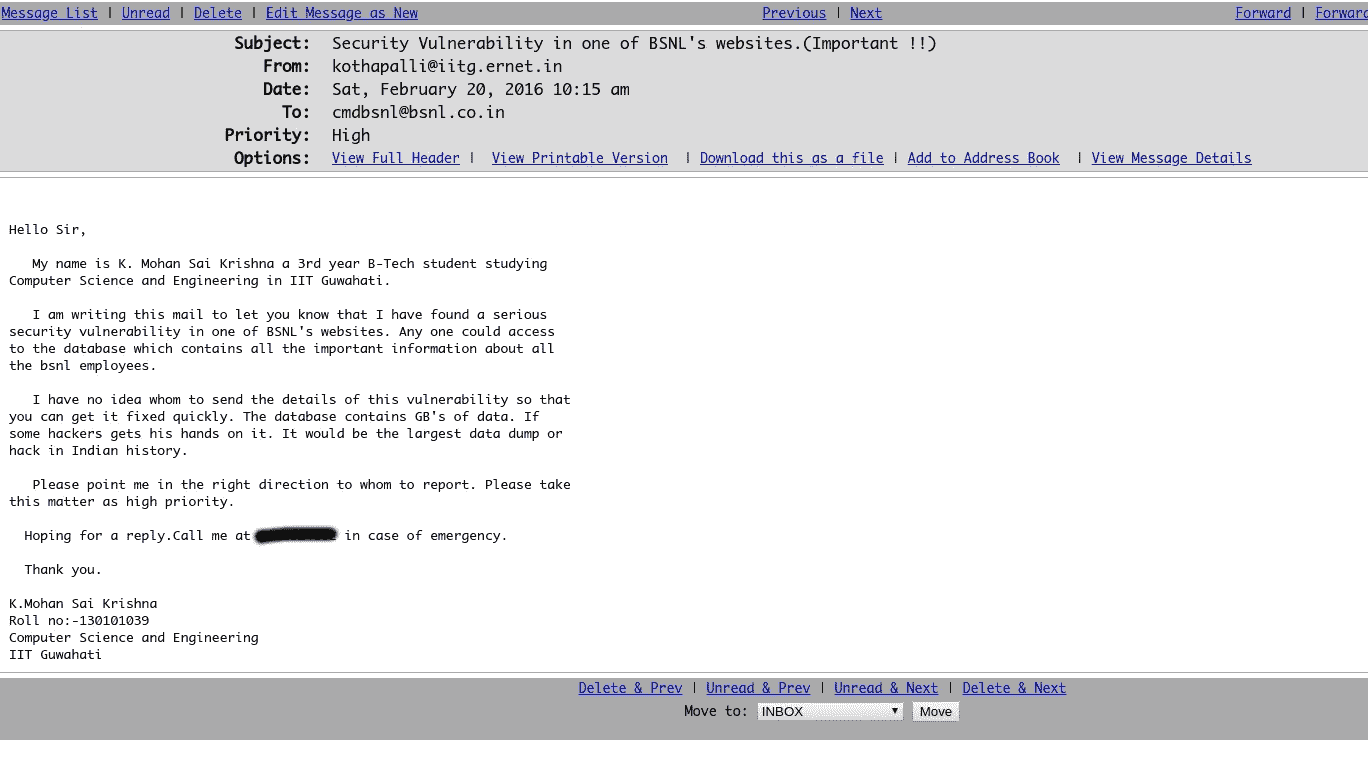 Message List | Unread | Delete | Edit Message as New Previous | Next Forward | Forward
Subject: Security Vulnerability in one of BSNL's websites.(Important !!)
From: kothapalli@iitg.ernet.in
Date: Sat, February 20, 2016 10:15 am
To: cmdbsnl@bsnl.co.in
Priority: High
Options: View Full Header | View Printable Version | Download this as a file | Add to Address Book | View Message Details
Hello Sir,
My name is K. Mohan Sai Krishna a 3rd year B-Tech student studying
Computer Science and Engineering in IIT Guwahati.
I am writing this mail to let you know that I have found a serious
security vulnerability in one of BSNL's websites. Any one could access
to the database which contains all the important information about all
the bsnl employees.
I have no idea whom to send the details of this vulnerability so that
you can get it fixed quickly. The database contains GB's of data. If
some hackers gets his hands on it. It would be the largest data dump or
hack in Indian history.
Please point me in the right direction to whom to report. Please take
this matter as high priority.
Hoping for a reply.Call me at in case of emergency.
Thank you.
K.Mohan Sai Krishna
Roll no:-130101039
Computer Science and Engineering
IIT Guwahati
Delete & Prev | Unread & Prev | Unread & Next | Delete & Next
Move to: INBOX Move